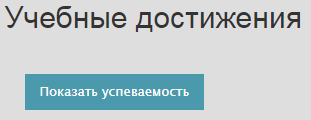 Учебные достижения
Показать успеваемость